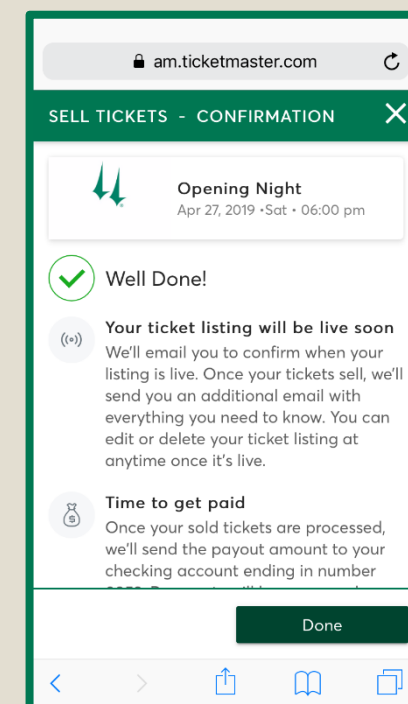 am.ticketmaster.com
SELL TICKETS - CONFIRMATION
Opening Night
Apr 27, 2019 •Sat • 06:00 pm
Well Done!
Your ticket listing will be live soon
We'll email you to confirm when your
listing is live. Once your tickets sell, we'll
send you an additional email with
everything you need to know. You can
edit or delete your ticket listing at
anytime once it's live.
Time to get paid
Once your sold tickets are processed,
we'll send the payout amount to your
checking account ending in number
Done